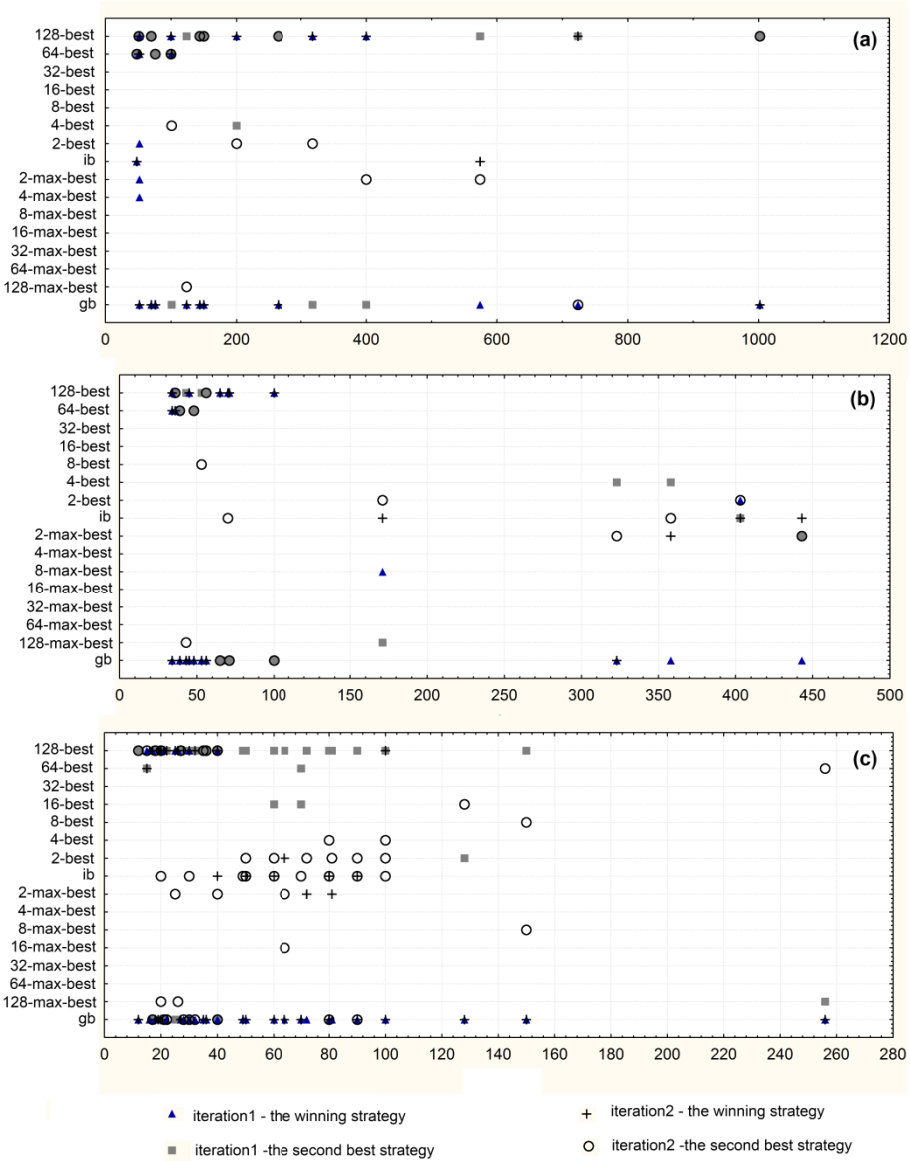 128-best
64-best
32-best
16-best
8-best
4-best
2-best
ib
2-max-best
4-max-best
8-max-best
16-max-best
32-max-best
64-max-best
128-max-best
gb
(a)
0 200 400 600 800 1000 1200
128-best
64-best
32-best
16-best
8-best
4-best
2-best
ib
2-max-best
4-max-best
8-max-best
16-max-best
32-max-best
64-max-best
128-max-best
gb
(b)
0 50 100 150 200 250 300 350 400 450 500
128-best
64-best
32-best
16-best
8-best
4-best
2-best
ib
2-max-best
4-max-best
8-max-best
16-max-best
32-max-best
64-max-best
128-max-best
gb
(c)
0 20 40 60 80 100 120 140 160 180 200 220 240 260 280
iteration1 - the winning strategy
iteration2 - the winning strategy
iteration1 -the second best strategy
iteration2 -the second best strategy